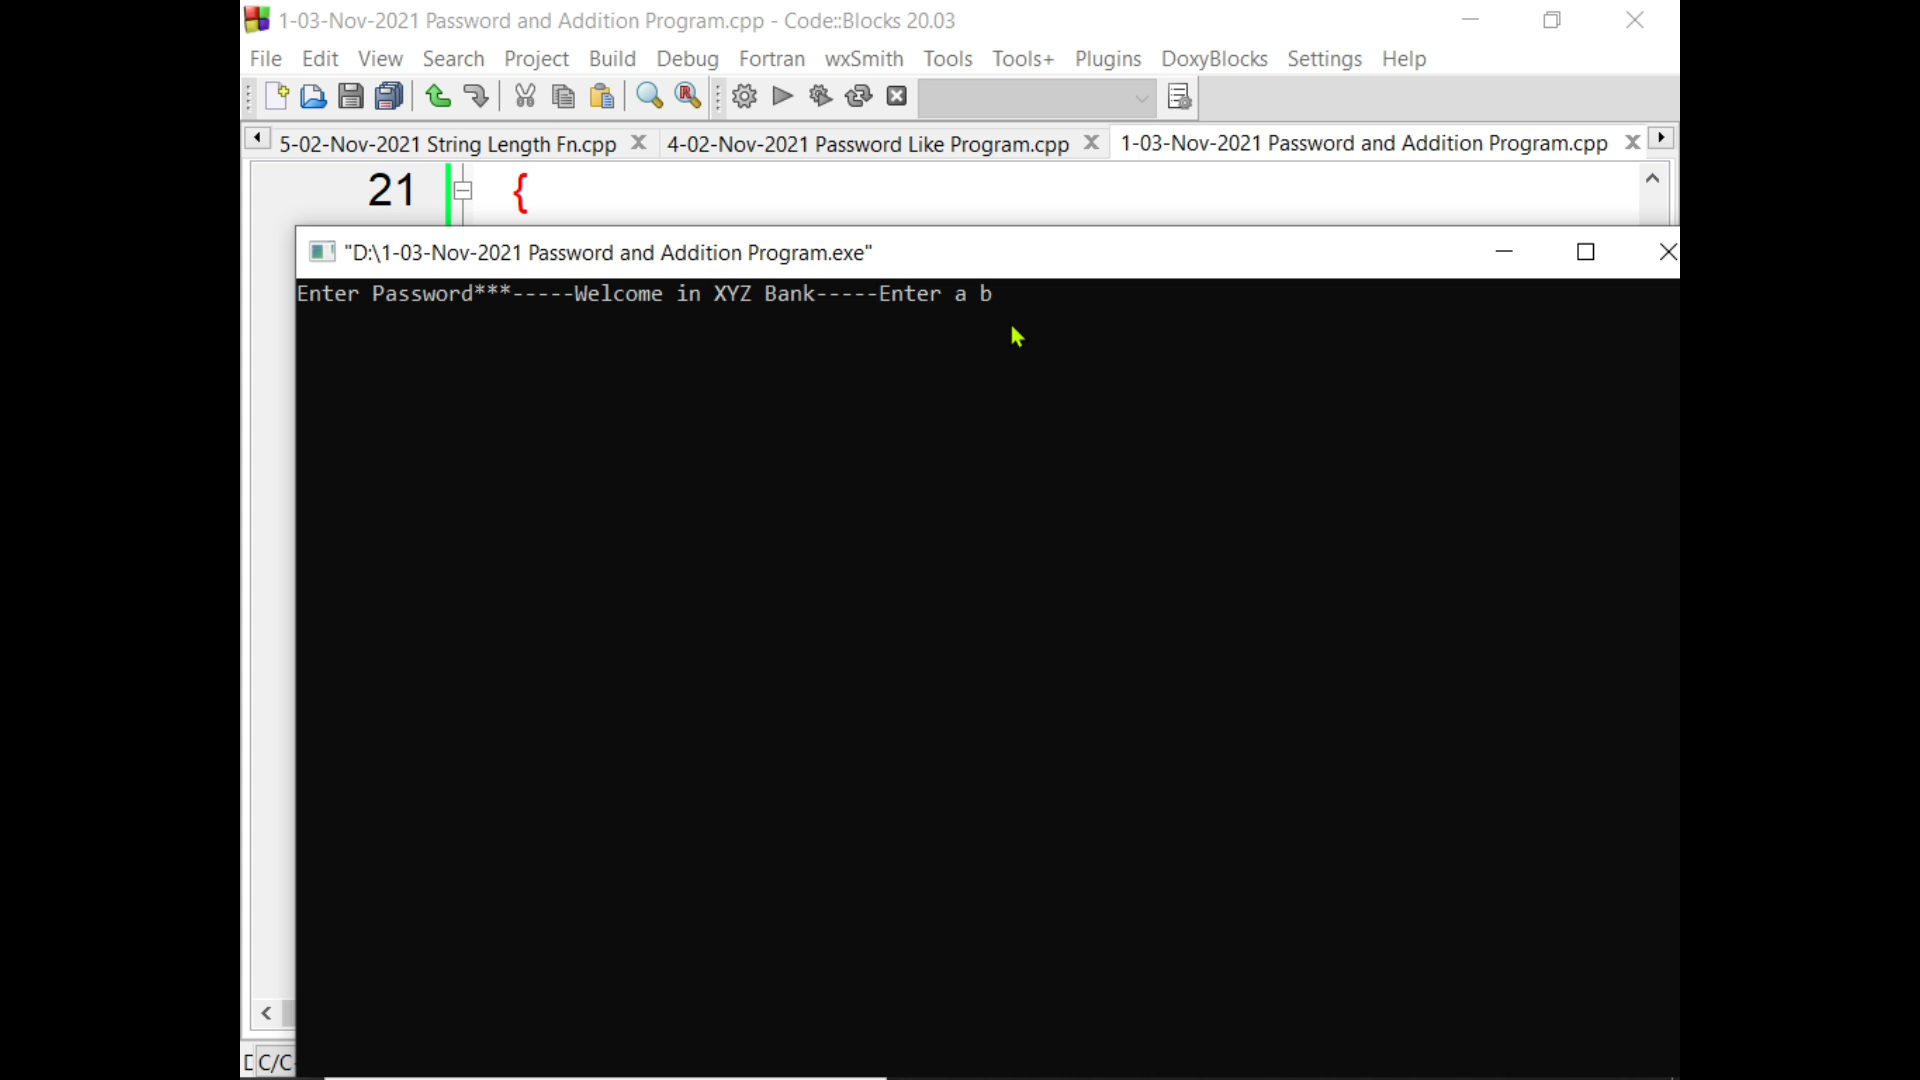 1-03-Nov-2021 Password and Addition Program.cpp - Code::Blocks 20.03
File Edit View Search Project Build Debug Fortran wxSmith Tools Tools+ Plugins DoxyBlocks Settings Help
5-02-Nov-2021 String Length Fn.cpp 4-02-Nov-2021 Password Like Program.cpp 1-03-Nov-2021 Password and Addition Program.cpp
21 {
"D:\1-03-Nov-2021 Password and Addition Program.exe"
Enter Password***-----Welcome in XYZ Bank-----Enter a b
C/C